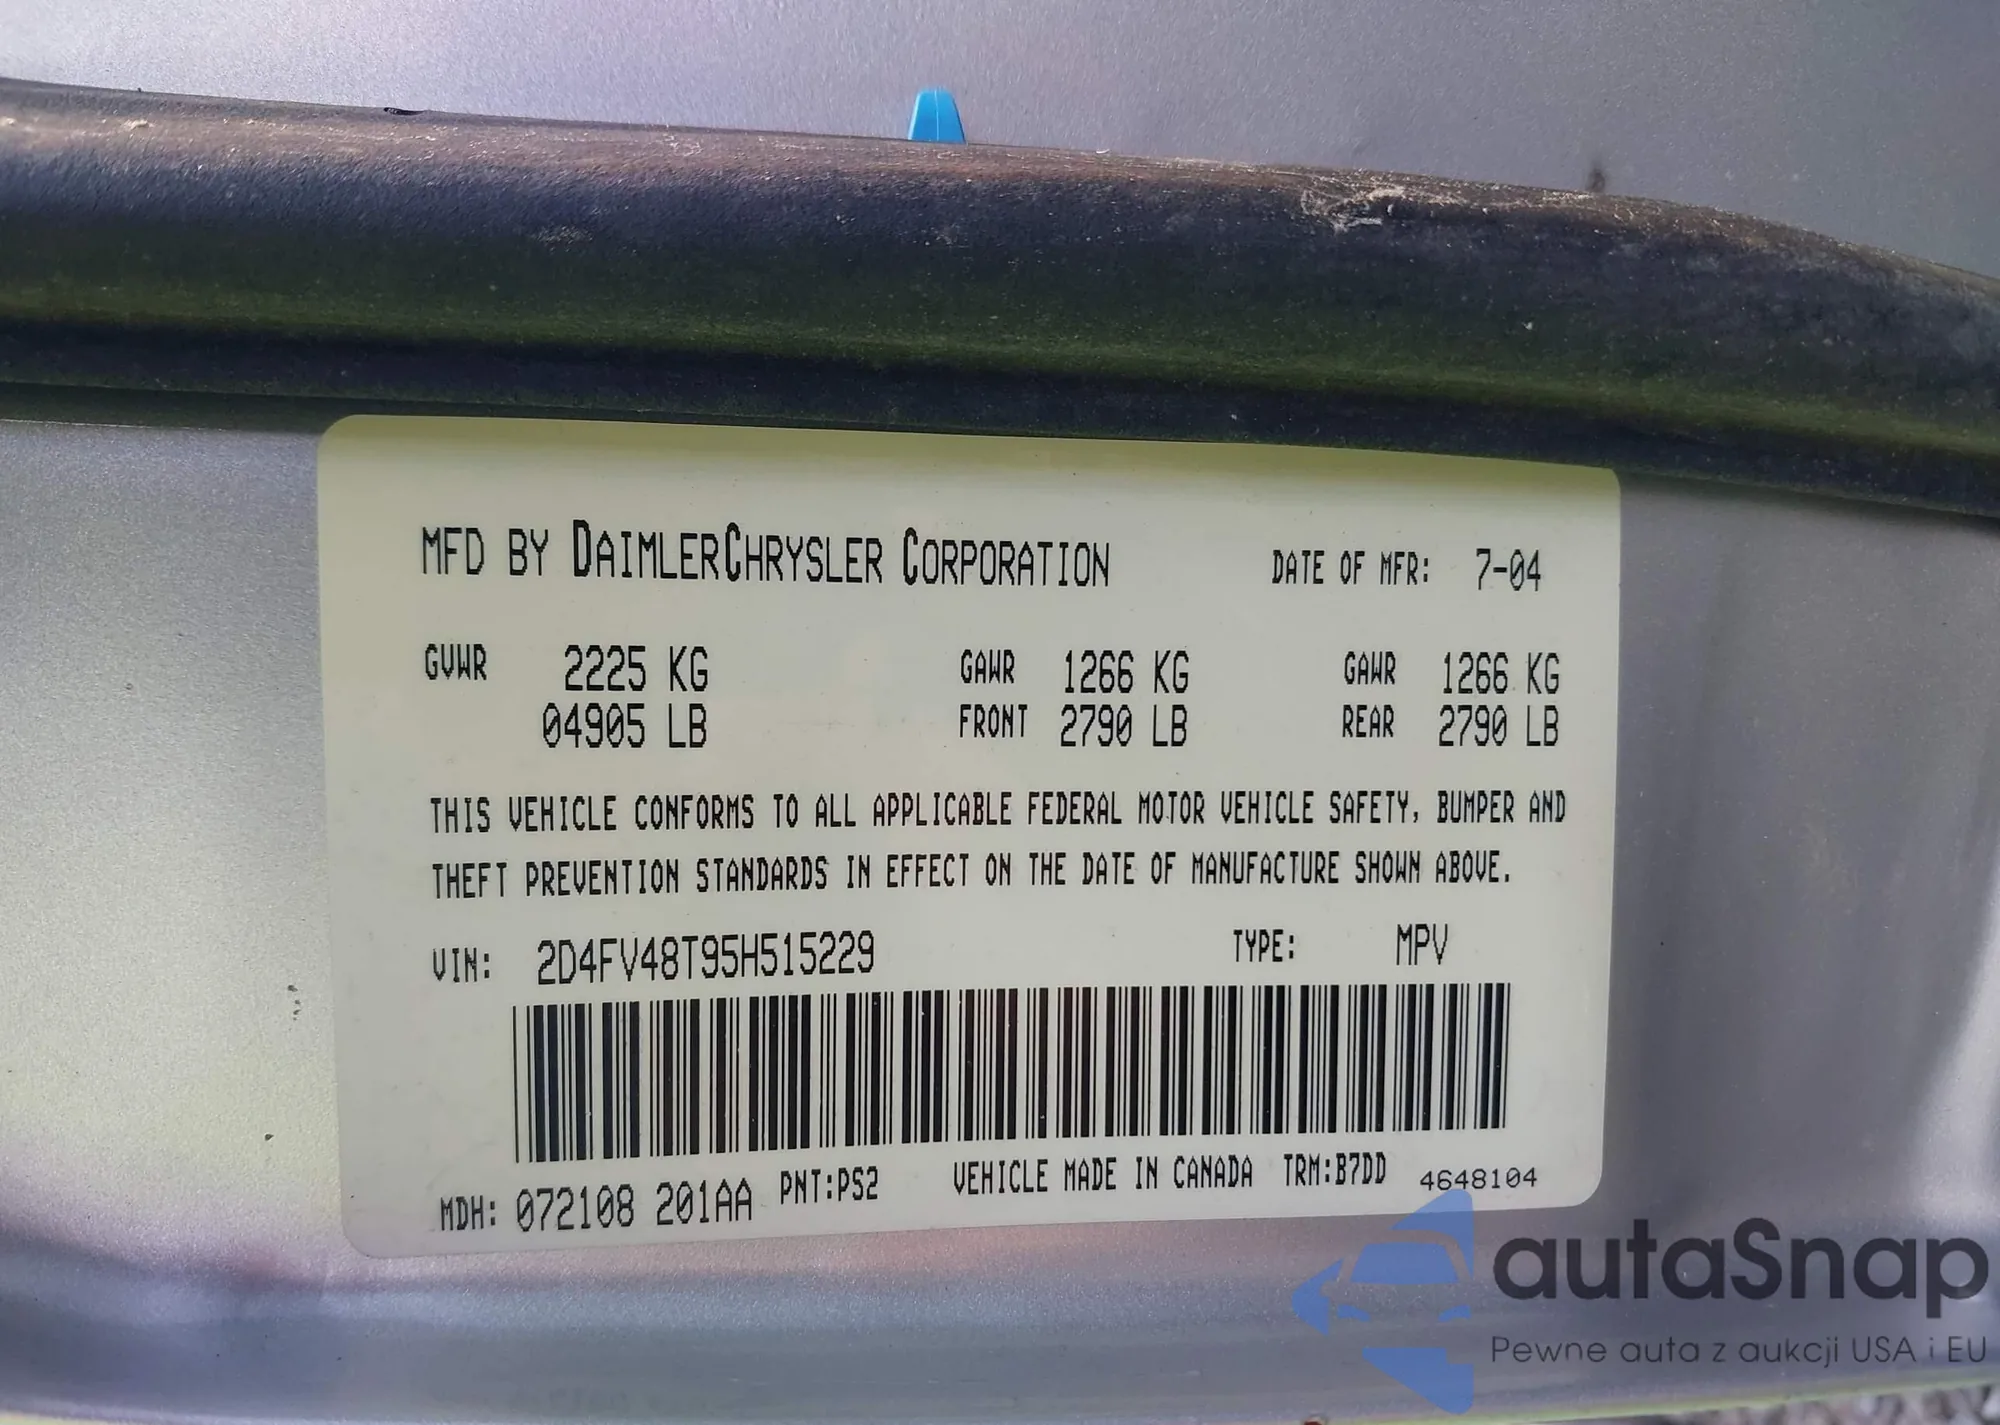 MFD BY DAIMLERCHRYSLER CORPORATION DATE OF MFR: 7-04
GVWR 2225 KG GAWR 1266 KG GAWR 1266 KG
04905 LB FRONT 2790 LB REAR 2790 LB
THIS VEHICLE CONFORMS TO ALL APPLICABLE FEDERAL MOTOR VEHICLE SAFETY, BUMPER AND
THEFT PREVENTION STANDARDS IN EFFECT ON THE DATE OF MANUFACTURE SHOWN ABOVE.
VIN: 2D4FV48T95H515229 TYPE: MPV
MDH: 072108 201AA PNT:PS2 VEHICLE MADE IN CANADA TRM:B7DD 4648104
autaSnap
Pewne auta z aukcji USA i EU